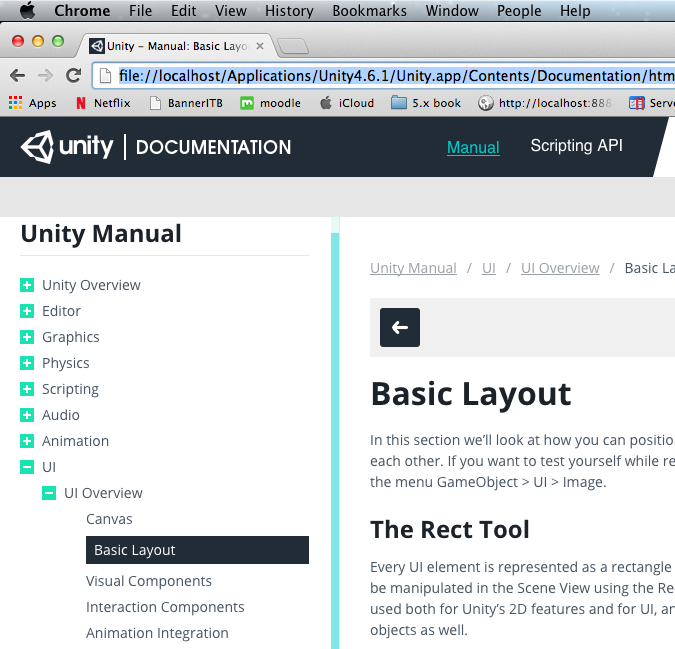 Chrome File Edit View History Bookmarks Window People Help
Unity – Manual: Basic Layo
file://localhost/Applications/Unity4.6.1/Unity.app/Contents/Documentation/htm
Apps Netflix BannerITB moodle iCloud 5.x book http://localhost:888 Serv
unity | DOCUMENTATION Manual Scripting API
Unity Manual
Unity Overview
Editor
Graphics
Physics
Scripting
Audio
Animation
UI
UI Overview
Canvas
Basic Layout
Visual Components
Interaction Components
Animation Integration
Unity Manual / UI / UI Overview / Basic La
Basic Layout
In this section we’ll look at how you can positio
each other. If you want to test yourself while re
the menu GameObject > UI > Image.
The Rect Tool
Every UI element is represented as a rectangle
be manipulated in the Scene View using the Re
used both for Unity’s 2D features and for UI, an
objects as well.